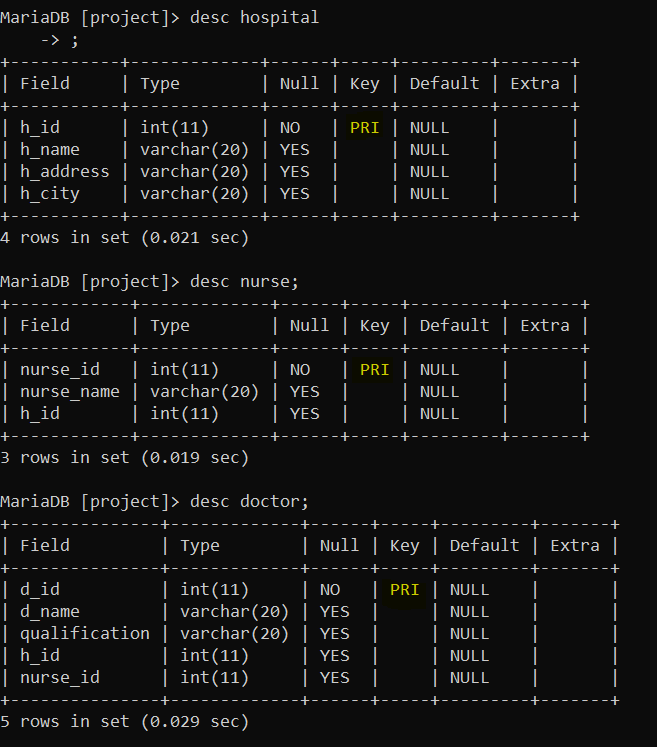 MariaDB [project]> desc hospital
    -> ;
+-----------+-------------+------+-----+---------+-------+
| Field     | Type        | Null | Key | Default | Extra |
+-----------+-------------+------+-----+---------+-------+
| h_id      | int(11)     | NO   | PRI | NULL    |       |
| h_name    | varchar(20) | YES  |     | NULL    |       |
| h_address | varchar(20) | YES  |     | NULL    |       |
| h_city    | varchar(20) | YES  |     | NULL    |       |
+-----------+-------------+------+-----+---------+-------+
4 rows in set (0.021 sec)

MariaDB [project]> desc nurse;
+------------+-------------+------+-----+---------+-------+
| Field      | Type        | Null | Key | Default | Extra |
+------------+-------------+------+-----+---------+-------+
| nurse_id   | int(11)     | NO   | PRI | NULL    |       |
| nurse_name | varchar(20) | YES  |     | NULL    |       |
| h_id       | int(11)     | YES  |     | NULL    |       |
+------------+-------------+------+-----+---------+-------+
3 rows in set (0.019 sec)

MariaDB [project]> desc doctor;
+---------------+-------------+------+-----+---------+-------+
| Field         | Type        | Null | Key | Default | Extra |
+---------------+-------------+------+-----+---------+-------+
| d_id          | int(11)     | NO   | PRI | NULL    |       |
| d_name        | varchar(20) | YES  |     | NULL    |       |
| qualification | varchar(20) | YES  |     | NULL    |       |
| h_id          | int(11)     | YES  |     | NULL    |       |
| nurse_id      | int(11)     | YES  |     | NULL    |       |
+---------------+-------------+------+-----+---------+-------+
5 rows in set (0.029 sec)